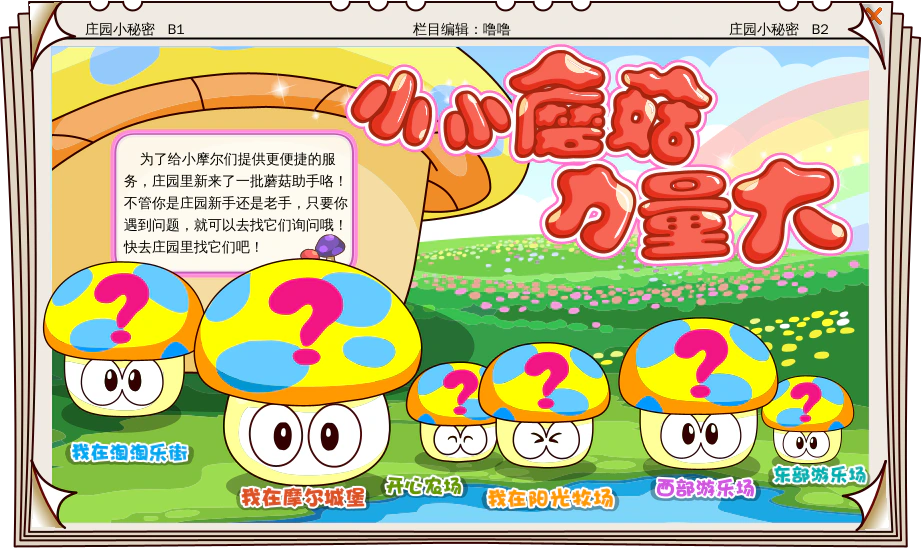 庄园小秘密 B1
栏目编辑：噜噜
庄园小秘密 B2
小小蘑菇
力量大
为了给小摩尔们提供更便捷的服
务，庄园里新来了一批蘑菇助手咯！
不管你是庄园新手还是老手，只要你
遇到问题，就可以去找它们询问哦！
快去庄园里找它们吧！
?
?
?
?
?
?
我在淘淘乐街
我在摩尔城堡
开心农场
我在阳光牧场
西部游乐场
东部游乐场